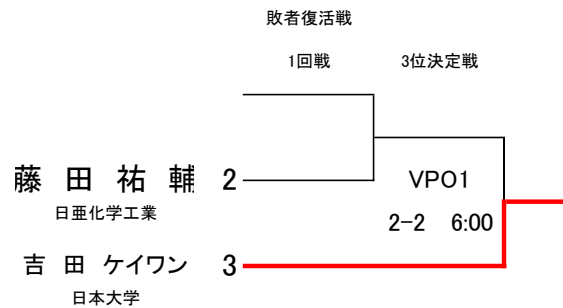 敗者復活戦
1回戦 3位決定戦
藤田祐輔 2
日亜化学工業
VPO1
2-2 6:00
吉田ケイワン 3
日本大学